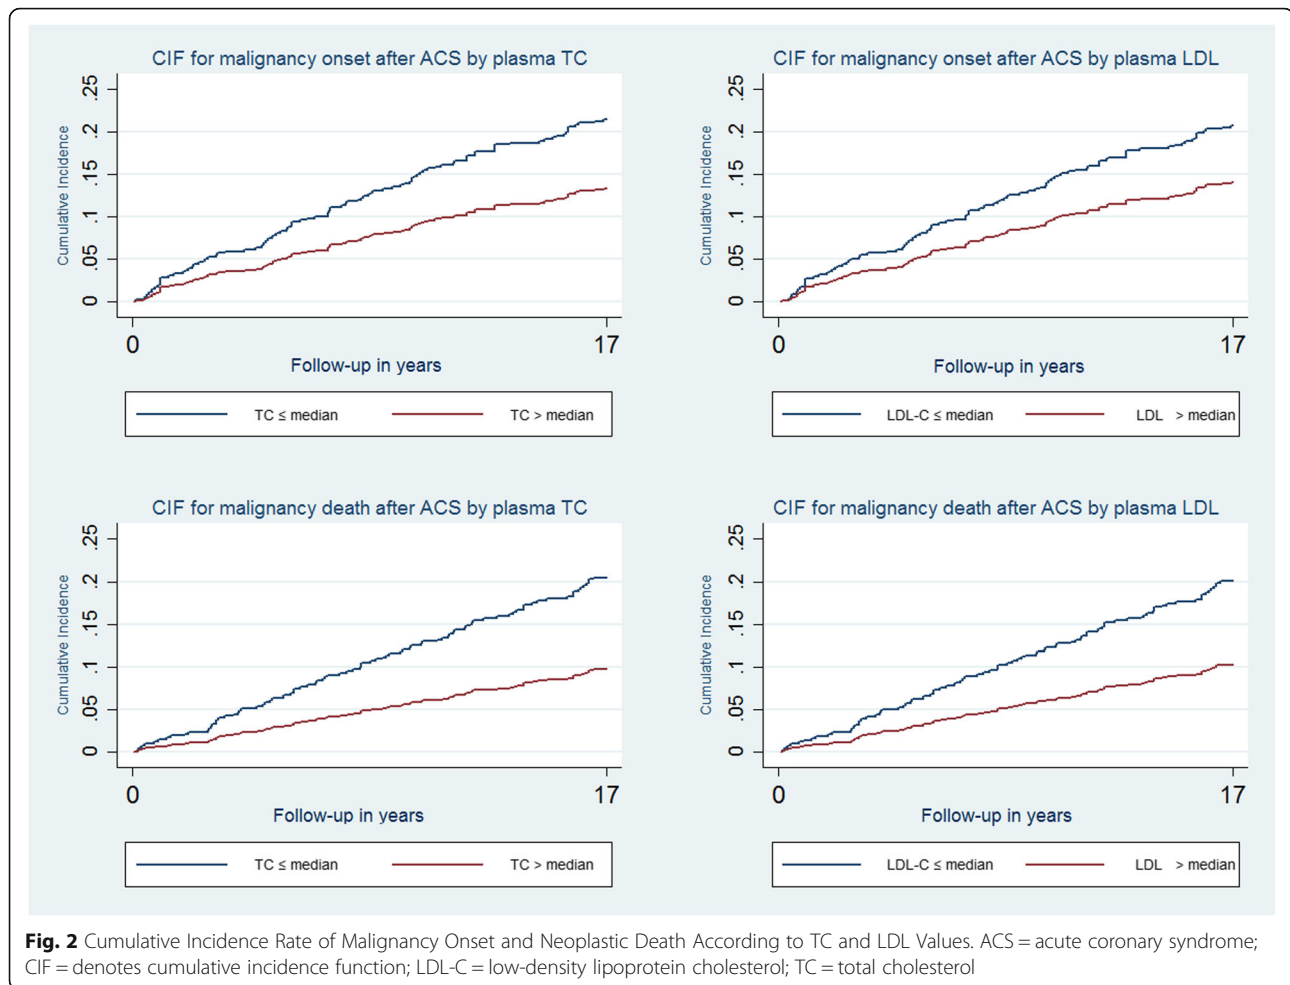 CIF for malignancy onset after ACS by plasma TC
Cumulative Incidence
.25
.2
.15
.1
.05
0
0
17
Follow-up in years
TC ≤ median
TC > median
CIF for malignancy onset after ACS by plasma LDL
Cumulative Incidence
.25
.2
.15
.1
.05
0
0
17
Follow-up in years
LDL-C ≤ median
LDL > median
CIF for malignancy death after ACS by plasma TC
Cumulative Incidence
.25
.2
.15
.1
.05
0
0
17
Follow-up in years
TC ≤ median
TC > median
CIF for malignancy death after ACS by plasma LDL
Cumulative Incidence
.25
.2
.15
.1
.05
0
0
17
Follow-up in years
LDL-C ≤ median
LDL > median
Fig. 2 Cumulative Incidence Rate of Malignancy Onset and Neoplastic Death According to TC and LDL Values. ACS = acute coronary syndrome;
CIF = denotes cumulative incidence function; LDL-C = low-density lipoprotein cholesterol; TC = total cholesterol